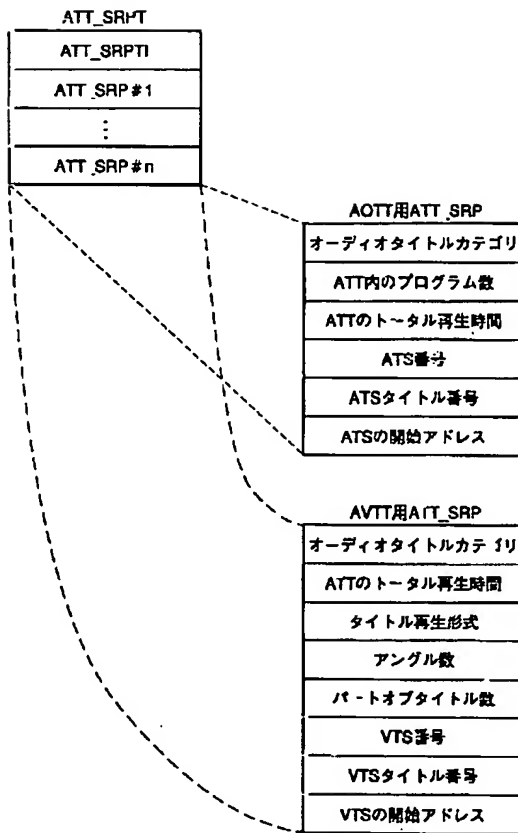 ATT_SRPT
ATT_SRPTI
ATT_SRP#1
⋮
ATT_SRP#n
AOTT用ATT_SRP
オーディオタイトルカテゴリ
ATT内のプログラム数
ATTのトータル再生時間
ATS番号
ATSタイトル番号
ATSの開始アドレス
AVTT用ATT_SRP
オーディオタイトルカテゴリ
ATTのトータル再生時間
タイトル再生形式
アングル数
パートオブタイトル数
VTS番号
VTSタイトル番号
VTSの開始アドレス